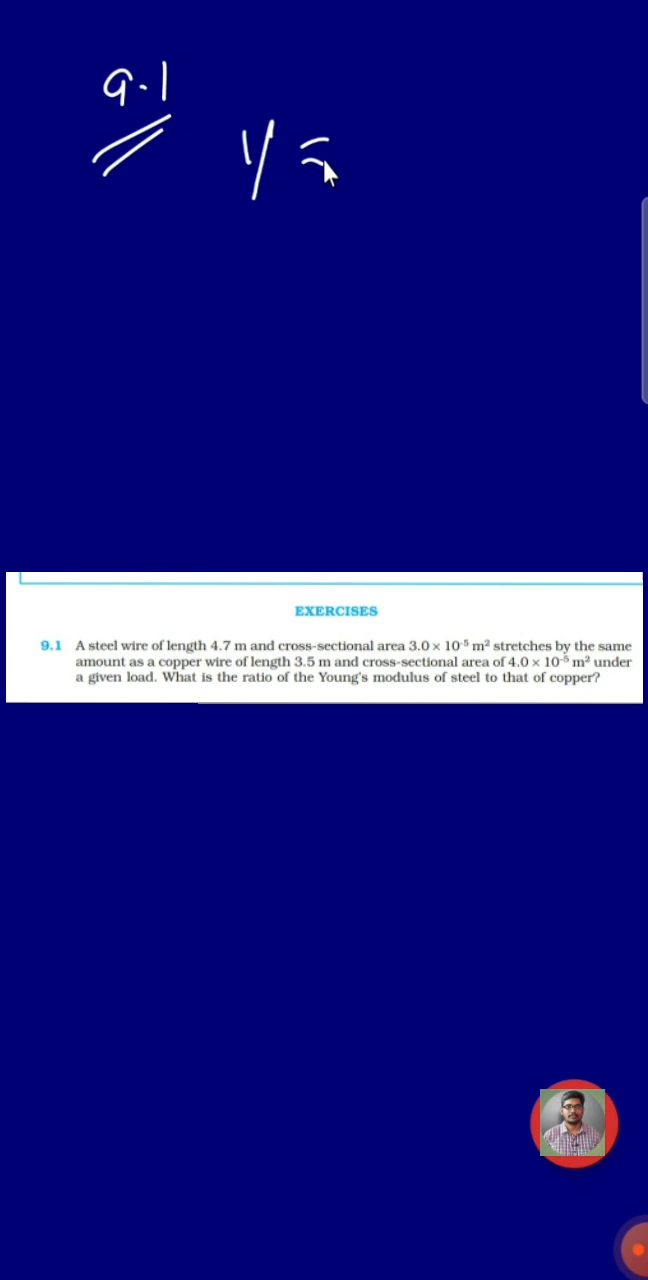 9.1
Y =
EXERCISES
9.1 A steel wire of length 4.7 m and cross-sectional area 3.0 × 10⁻⁵ m² stretches by the same
amount as a copper wire of length 3.5 m and cross-sectional area of 4.0 × 10⁻⁵ m² under
a given load. What is the ratio of the Young's modulus of steel to that of copper?